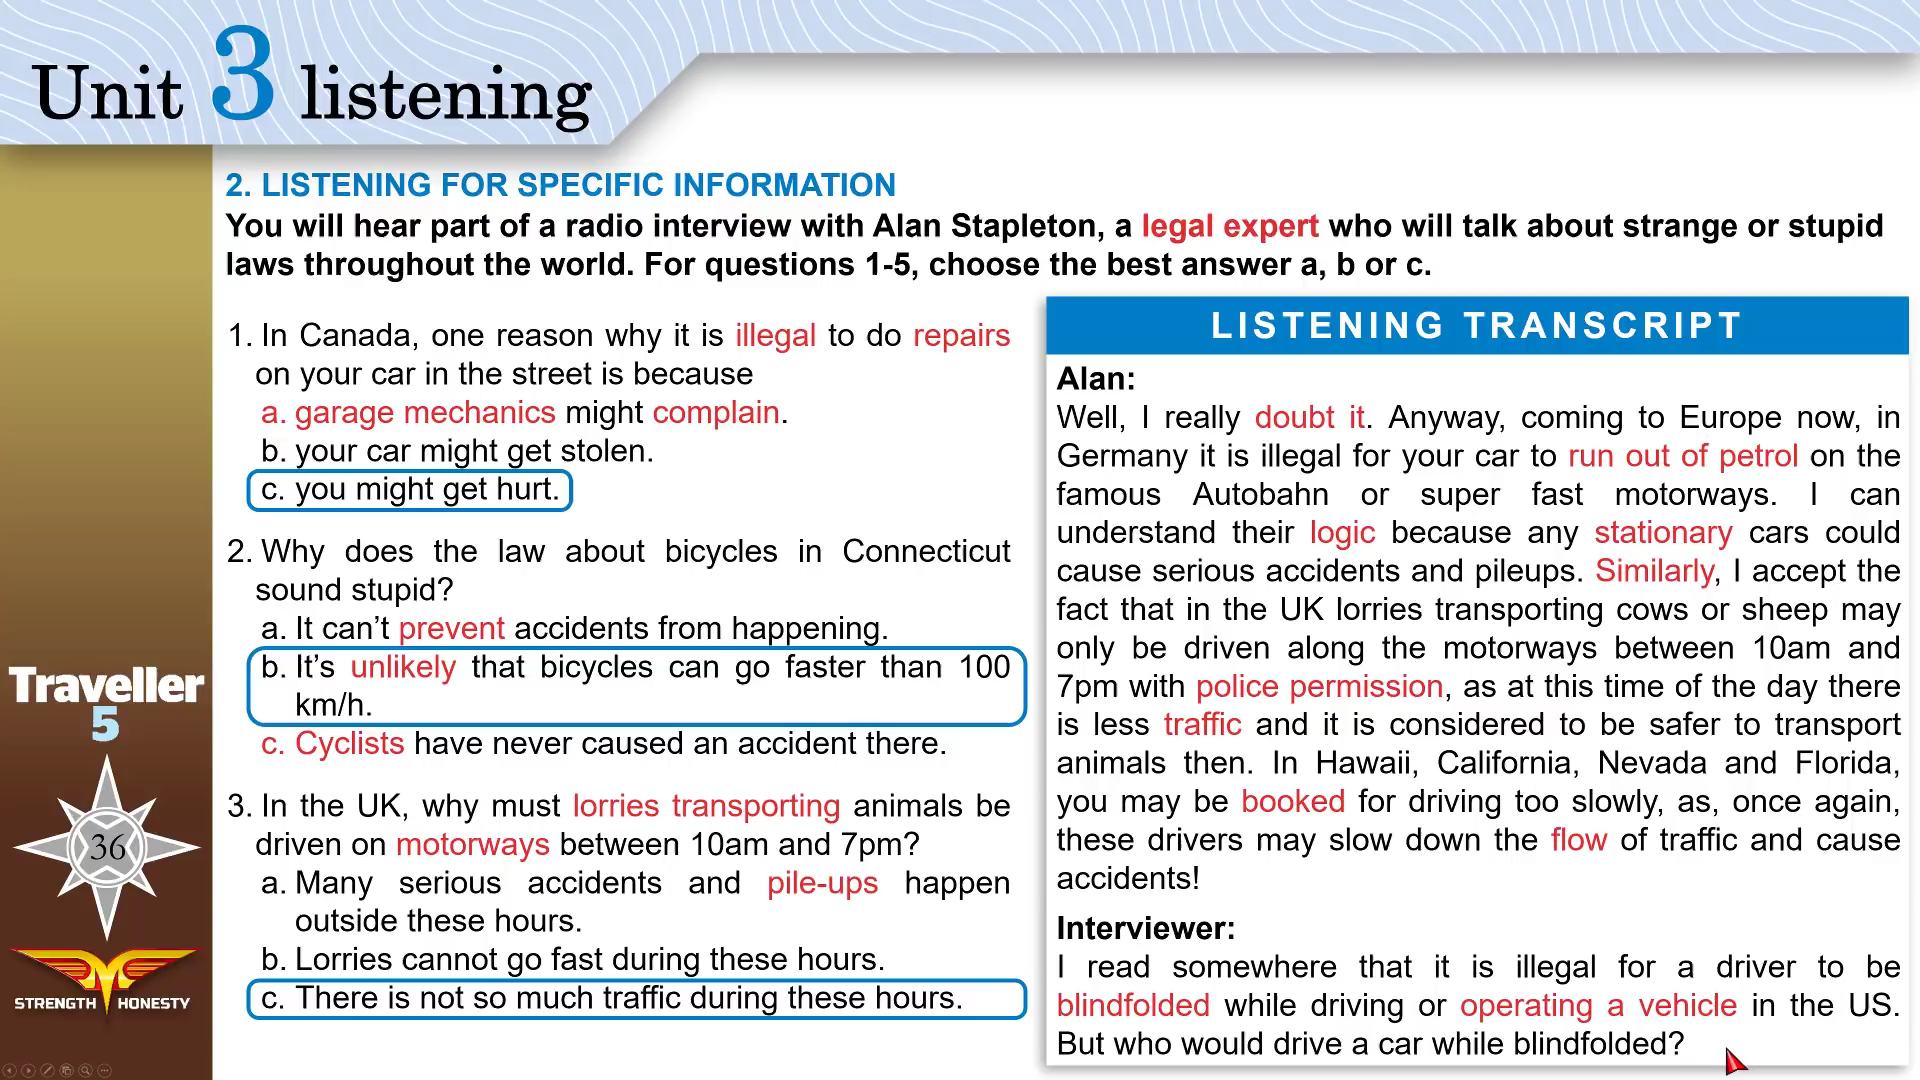 Unit 3 listening
2. LISTENING FOR SPECIFIC INFORMATION
You will hear part of a radio interview with Alan Stapleton, a legal expert who will talk about strange or stupid
laws throughout the world. For questions 1-5, choose the best answer a, b or c.
1. In Canada, one reason why it is illegal to do repairs
on your car in the street is because
a. garage mechanics might complain.
b. your car might get stolen.
c. you might get hurt.
2. Why does the law about bicycles in Connecticut
sound stupid?
a. It can’t prevent accidents from happening.
b. It’s unlikely that bicycles can go faster than 100
km/h.
c. Cyclists have never caused an accident there.
3. In the UK, why must lorries transporting animals be
driven on motorways between 10am and 7pm?
a. Many serious accidents and pile-ups happen
outside these hours.
b. Lorries cannot go fast during these hours.
c. There is not so much traffic during these hours.
LISTENING TRANSCRIPT
Alan:
Well, I really doubt it. Anyway, coming to Europe now, in
Germany it is illegal for your car to run out of petrol on the
famous Autobahn or super fast motorways. I can
understand their logic because any stationary cars could
cause serious accidents and pileups. Similarly, I accept the
fact that in the UK lorries transporting cows or sheep may
only be driven along the motorways between 10am and
7pm with police permission, as at this time of the day there
is less traffic and it is considered to be safer to transport
animals then. In Hawaii, California, Nevada and Florida,
you may be booked for driving too slowly, as, once again,
these drivers may slow down the flow of traffic and cause
accidents!
Interviewer:
I read somewhere that it is illegal for a driver to be
blindfolded while driving or operating a vehicle in the US.
But who would drive a car while blindfolded?
Traveller
5
36
STRENGTH HONESTY